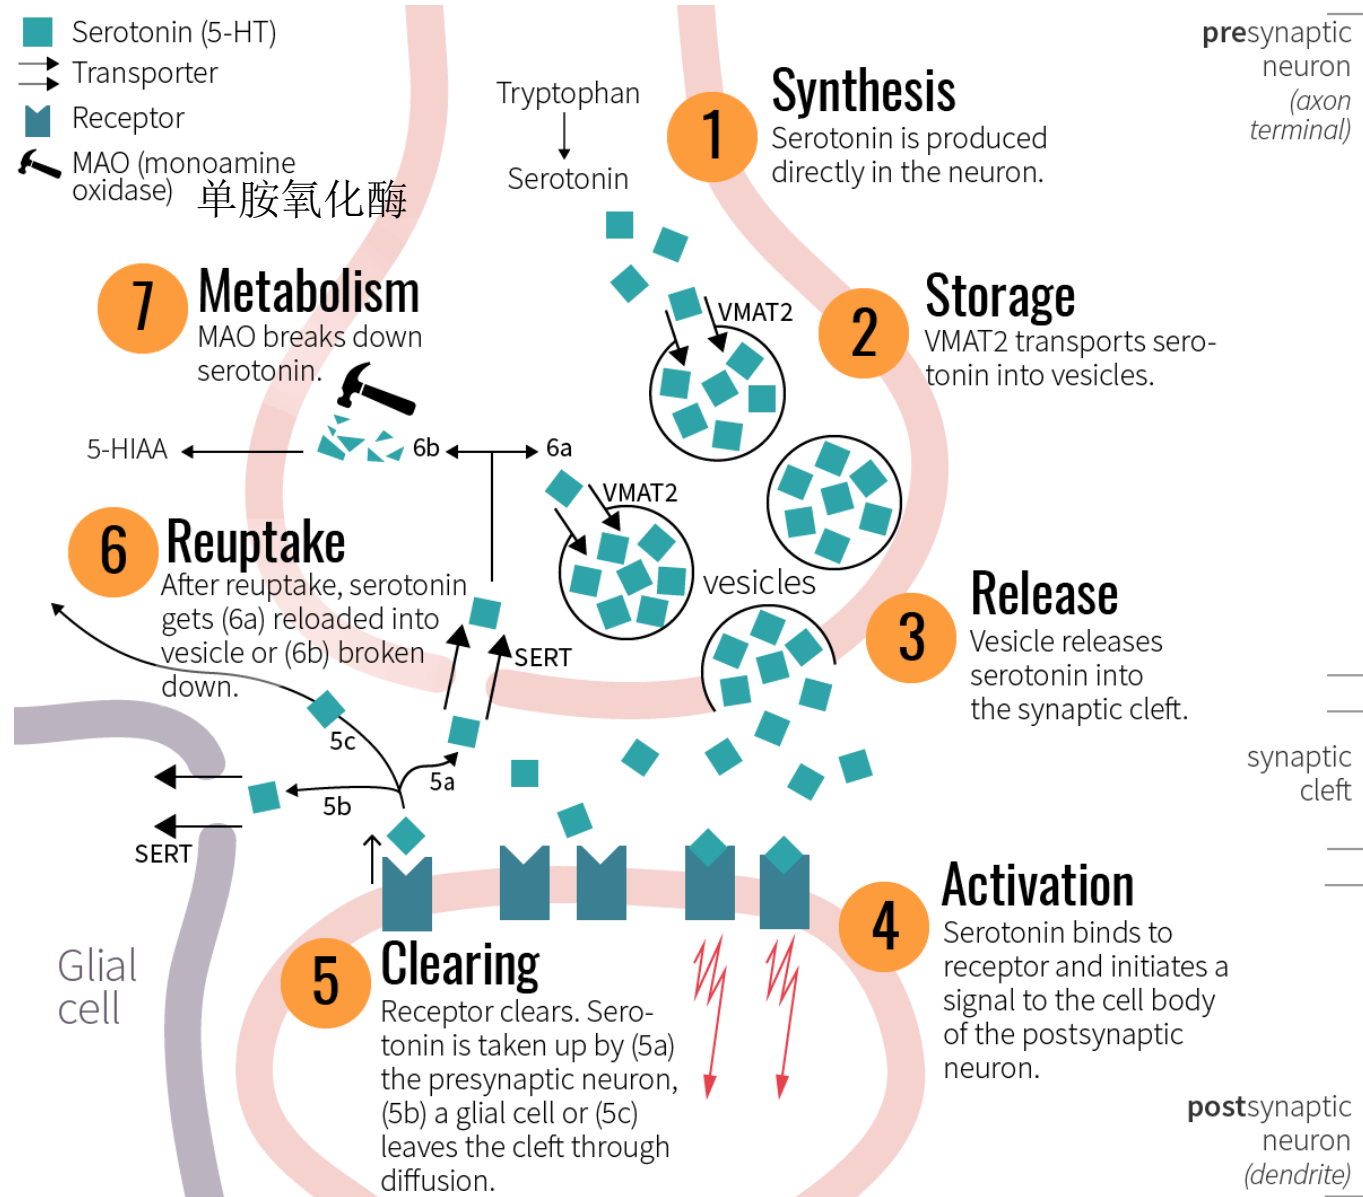 Serotonin (5-HT)
Transporter
Receptor
MAO (monoamine
oxidase)
单胺氧化酶
presynaptic
neuron
(axon
terminal)
Tryptophan
Serotonin
1
Synthesis
Serotonin is produced
directly in the neuron.
2
Storage
VMAT2 transports sero-
tonin into vesicles.
VMAT2
7
Metabolism
MAO breaks down
serotonin.
5-HIAA
6b
6a
VMAT2
vesicles
6
Reuptake
After reuptake, serotonin
gets (6a) reloaded into
vesicle or (6b) broken
down.
SERT
3
Release
Vesicle releases
serotonin into
the synaptic cleft.
synaptic
cleft
5c
5a
5b
SERT
4
Activation
Serotonin binds to
receptor and initiates a
signal to the cell body
of the postsynaptic
neuron.
Glial
cell
5
Clearing
Receptor clears. Sero-
tonin is taken up by (5a)
the presynaptic neuron,
(5b) a glial cell or (5c)
leaves the cleft through
diffusion.
postsynaptic
neuron
(dendrite)